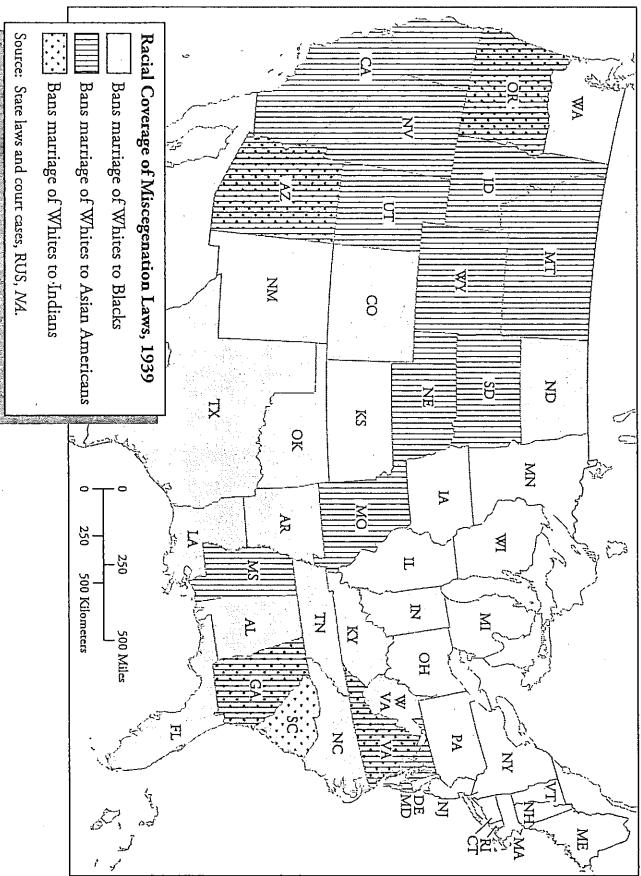 WA
OR
CA
NV
ID
MT
WY
UT
AZ
NM
CO
ND
SD
NE
KS
OK
TX
MN
IA
MO
AR
LA
WI
IL
MS
MI
IN
OH
KY
TN
AL
GA
FL
SC
NC
VA
W
VA
PA
NY
VT
NH
ME
MA
RI
CT
NJ
DE
MD
0 250 500 Miles
0 250 500 Kilometers
Racial Coverage of Miscegenation Laws, 1939
Bans marriage of Whites to Blacks
Bans marriage of Whites to Asian Americans
Bans marriage of Whites to Indians
Source: State laws and court cases, RUS, NA.